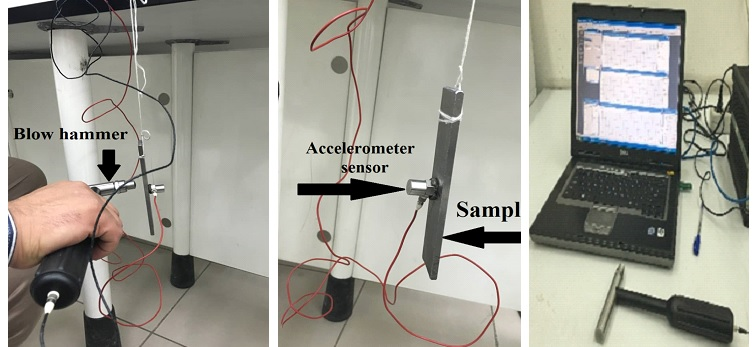 Blow hammer
Accelerometer
sensor
Sampl